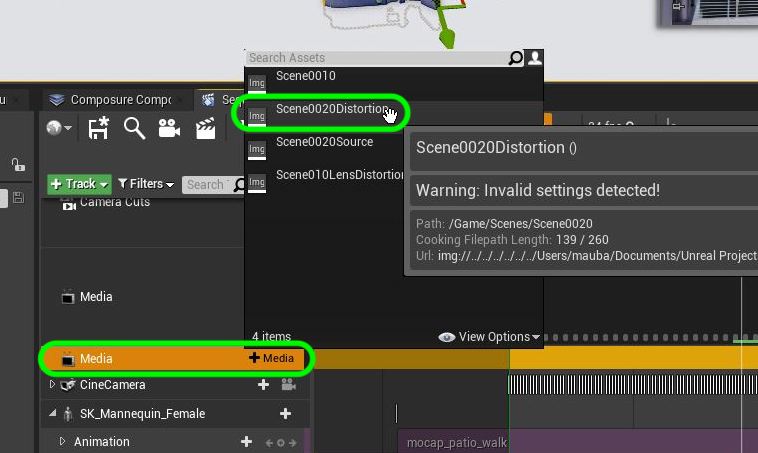 Search Assets
Scene0010
Scene0020Distortion
Scene0020Source
Scene010LensDistortion
4 items
View Options
Composure Compo
Img
Img
Img
Img
Track
Filters
Search
Camera Cuts
Media
Media
+ Media
CineCamera
SK_Mannequin_Female
Animation
mocap_patio_walk
Scene0020Distortion ()
Warning: Invalid settings detected!
Path: /Game/Scenes/Scene0020
Cooking Filepath Length: 139 / 260
Url: img://../../../../../../Users/mauba/Documents/Unreal Project